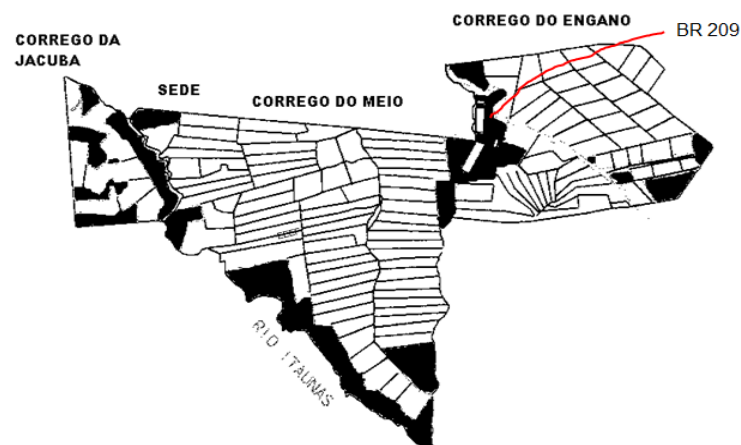 CORREGO DO ENGANO
BR 209
CORREGO DA
JACUBA
SEDE
CORREGO DO MEIO
RIO ITAUNAS